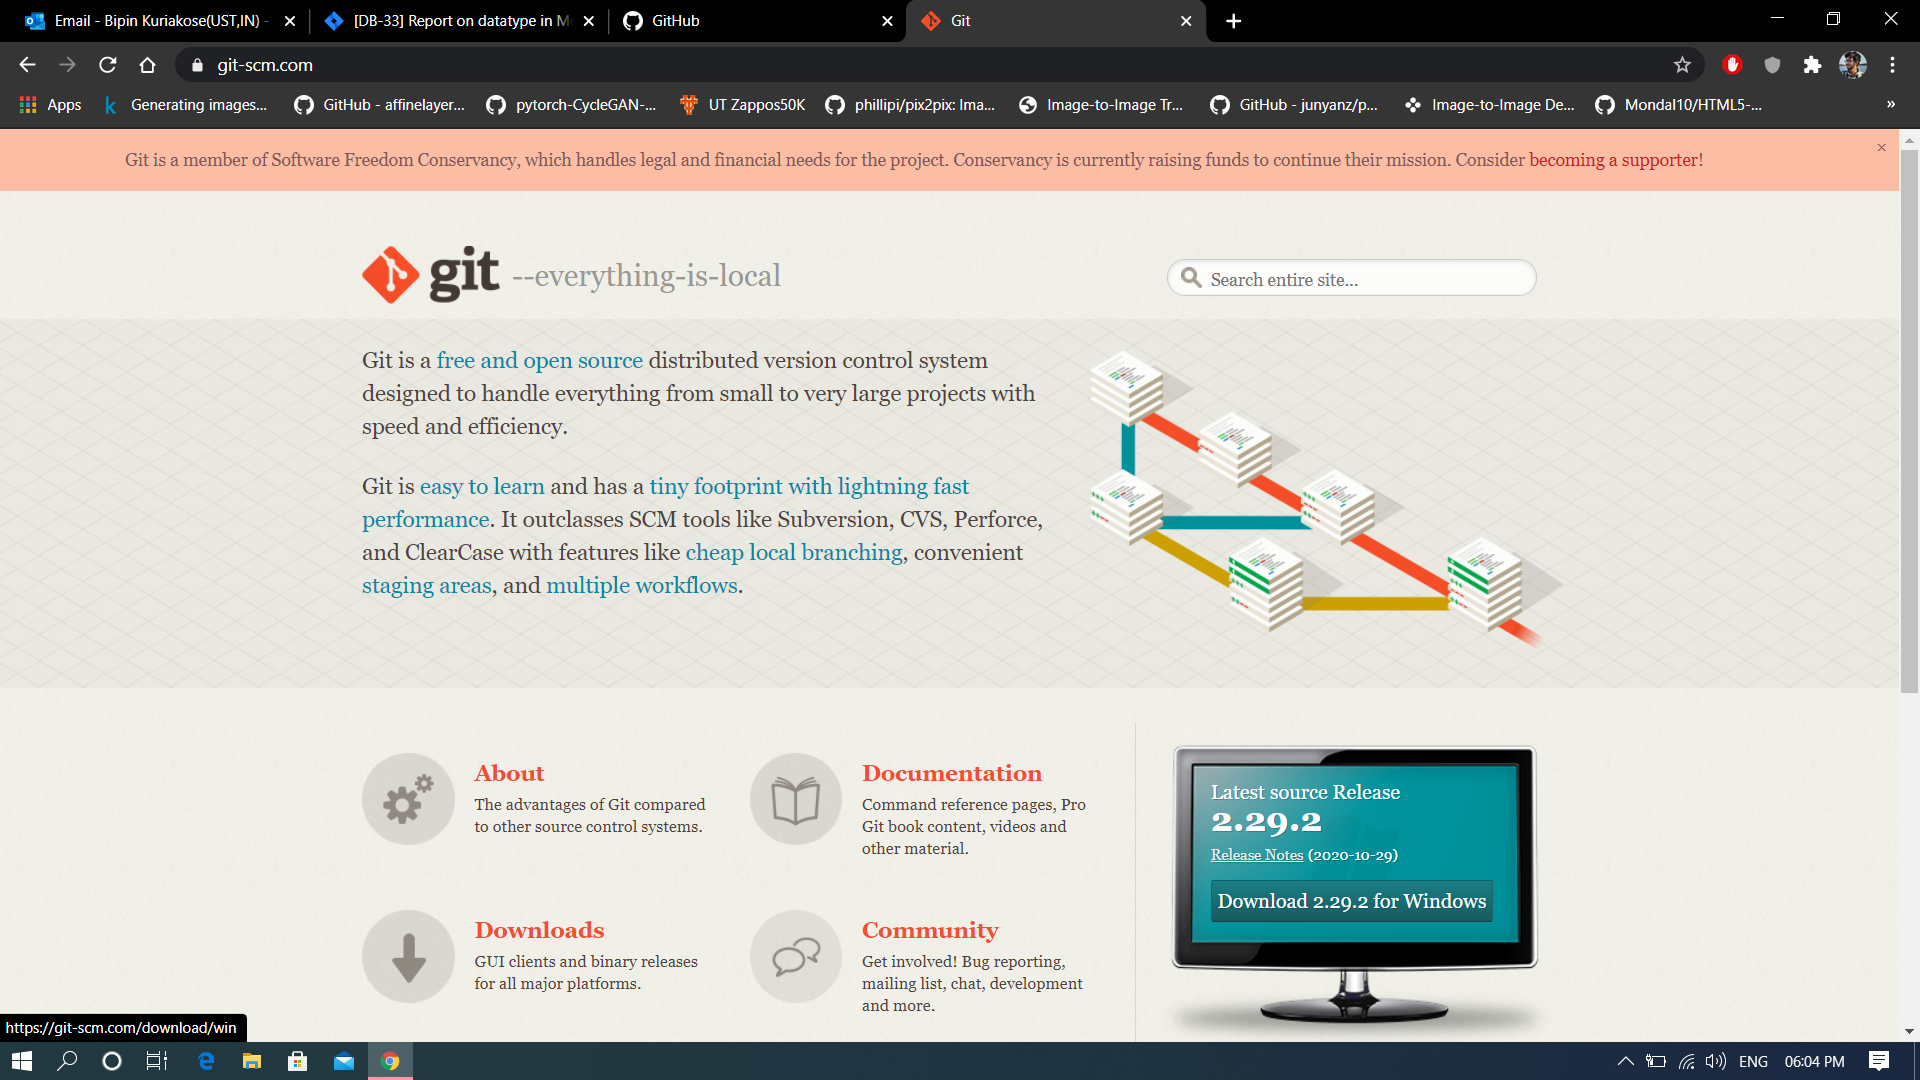 Email - Bipin Kuriakose(UST,IN) -
[DB-33] Report on datatype in M
GitHub
Git
git-scm.com
Apps
Generating images...
GitHub - affinelayer...
pytorch-CycleGAN-...
UT Zappos50K
phillipi/pix2pix: Ima...
Image-to-Image Tr...
GitHub - junyanz/p...
Image-to-Image De...
Mondal10/HTML5-...
»
Git is a member of Software Freedom Conservancy, which handles legal and financial needs for the project. Conservancy is currently raising funds to continue their mission. Consider becoming a supporter!
git --everything-is-local
Search entire site...
Git is a free and open source distributed version control system
designed to handle everything from small to very large projects with
speed and efficiency.
Git is easy to learn and has a tiny footprint with lightning fast
performance. It outclasses SCM tools like Subversion, CVS, Perforce,
and ClearCase with features like cheap local branching, convenient
staging areas, and multiple workflows.
About
The advantages of Git compared
to other source control systems.
Documentation
Command reference pages, Pro
Git book content, videos and
other material.
Downloads
GUI clients and binary releases
for all major platforms.
Community
Get involved! Bug reporting,
mailing list, chat, development
and more.
Latest source Release
2.29.2
Release Notes (2020-10-29)
Download 2.29.2 for Windows
https://git-scm.com/download/win
ENG
06:04 PM